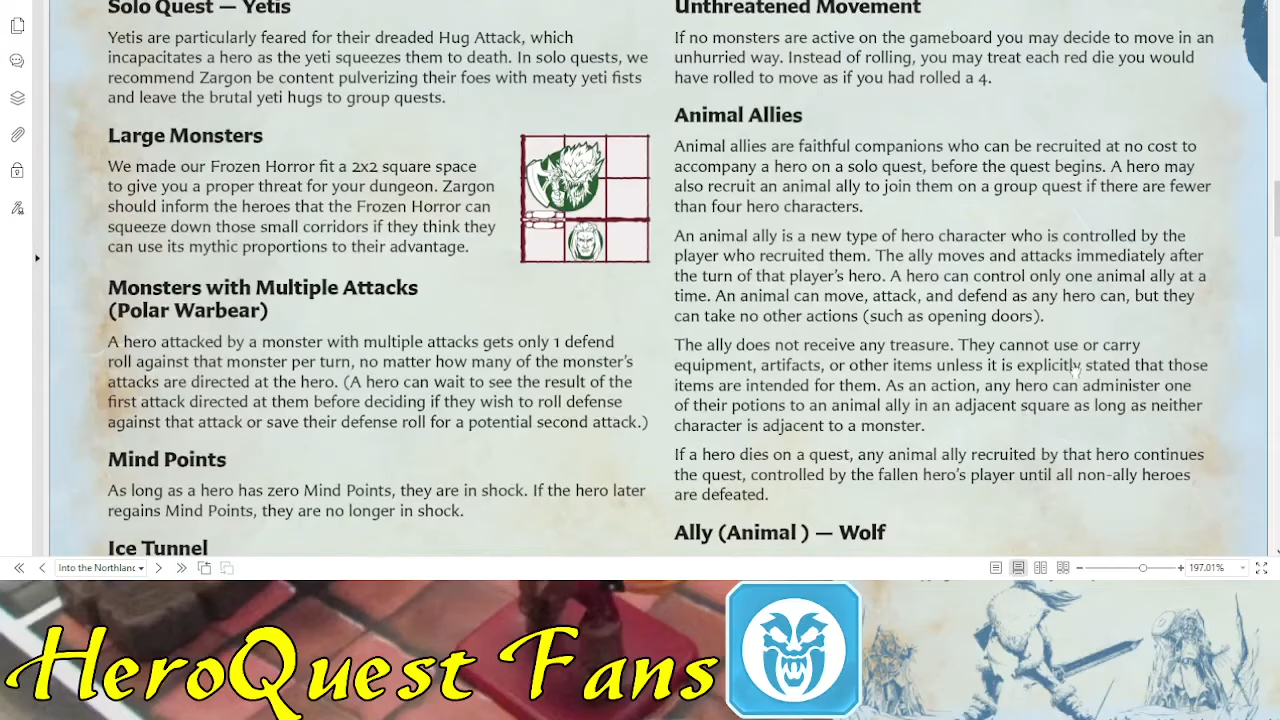 Solo Quest — Yetis
Yetis are particularly feared for their dreaded Hug Attack, which
incapacitates a hero as the yeti squeezes them to death. In solo quests, we
recommend Zargon be content pulverizing their foes with meaty yeti fists
and leave the brutal yeti hugs to group quests.
Large Monsters
We made our Frozen Horror fit a 2x2 square space
to give you a proper threat for your dungeon. Zargon
should inform the heroes that the Frozen Horror can
squeeze down those small corridors if they think they
can use its mythic proportions to their advantage.
Monsters with Multiple Attacks
(Polar Warbear)
A hero attacked by a monster with multiple attacks gets only 1 defend
roll against that monster per turn, no matter how many of the monster's
attacks are directed at the hero. (A hero can wait to see the result of the
first attack directed at them before deciding if they wish to roll defense
against that attack or save their defense roll for a potential second attack.)
Mind Points
As long as a hero has zero Mind Points, they are in shock. If the hero later
regains Mind Points, they are no longer in shock.
Ice Tunnel
Unthreatened Movement
If no monsters are active on the gameboard you may decide to move in an
unhurried way. Instead of rolling, you may treat each red die you would
have rolled to move as if you had rolled a 4.
Animal Allies
Animal allies are faithful companions who can be recruited at no cost to
accompany a hero on a solo quest, before the quest begins. A hero may
also recruit an animal ally to join them on a group quest if there are fewer
than four hero characters.
An animal ally is a new type of hero character who is controlled by the
player who recruited them. The ally moves and attacks immediately after
the turn of that player's hero. A hero can control only one animal ally at a
time. An animal can move, attack, and defend as any hero can, but they
can take no other actions (such as opening doors).
The ally does not receive any treasure. They cannot use or carry
equipment, artifacts, or other items unless it is explicitly stated that those
items are intended for them. As an action, any hero can administer one
of their potions to an animal ally in an adjacent square as long as neither
character is adjacent to a monster.
If a hero dies on a quest, any animal ally recruited by that hero continues
the quest, controlled by the fallen hero's player until all non-ally heroes
are defeated.
Ally (Animal ) — Wolf
Into the Northlanc
197.01%
HeroQuest Fans